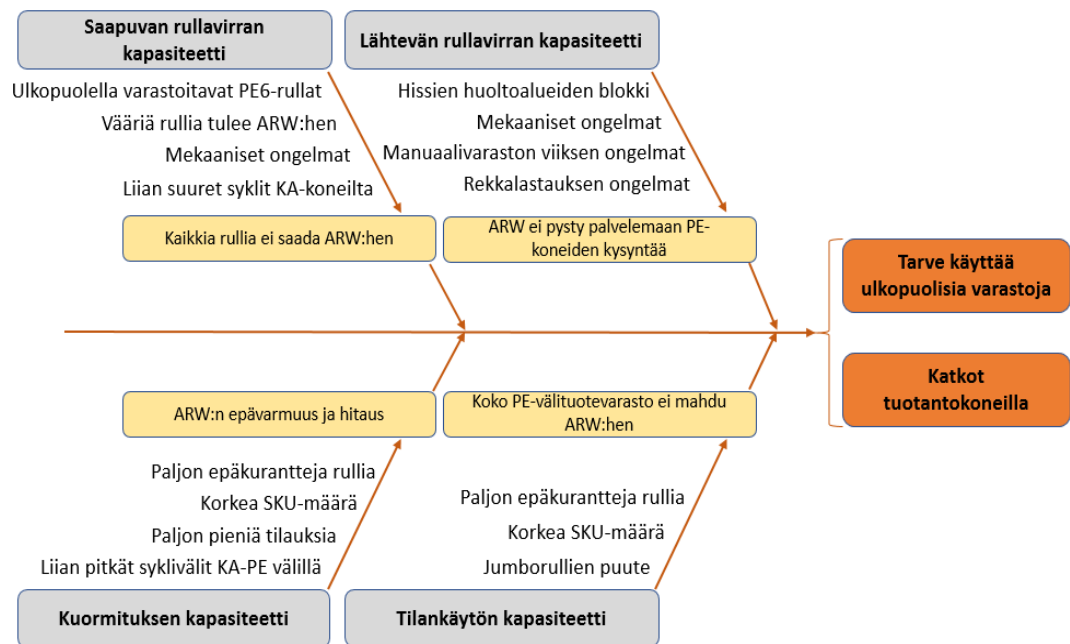 Saapuvan rullavirran
kapasiteetti
Ulkopuolella varastoitavat PE6-rullat
Vääriä rullia tulee ARW:hen
Mekaaniset ongelmat
Liian suuret syklit KA-koneilta
Kaikkia rullia ei saada ARW:hen
Lähtevän rullavirran kapasiteetti
Hissien huoltoalueiden blokki
Mekaaniset ongelmat
Manuaalivaraston viiksen ongelmat
Rekkalastauksen ongelmat
ARW ei pysty palvelemaan PE-
koneiden kysyntää
Tarve käyttää
ulkopuolisia varastoja
Katkot
tuotantokoneilla
ARW:n epävarmuus ja hitaus
Paljon epäkurantteja rullia
Korkea SKU-määrä
Paljon pieniä tilauksia
Liian pitkät syklivälit KA-PE välillä
Kuormituksen kapasiteetti
Koko PE-välituotevarasto ei mahdu
ARW:hen
Paljon epäkurantteja rullia
Korkea SKU-määrä
Jumborullien puute
Tilankäytön kapasiteetti